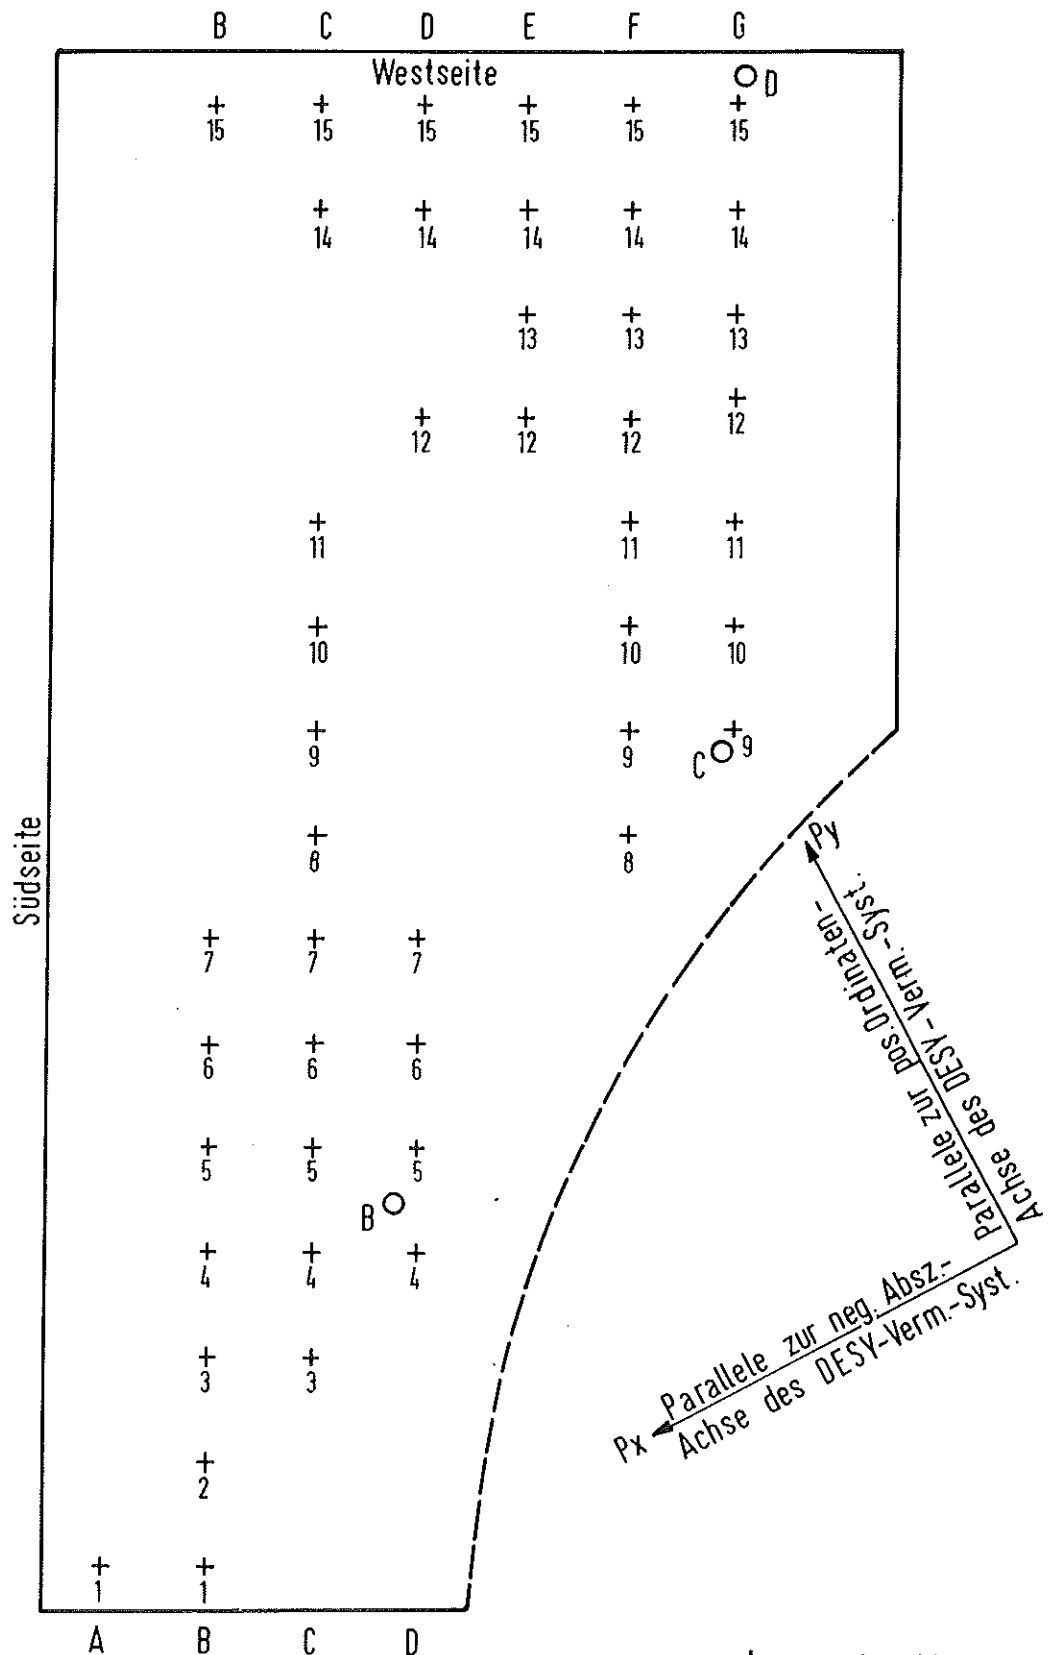 B C D E F G
Westseite
D
15 15 15 15 15 15
14 14 14 14 14
13 13 13
12 12 12 12
11 11 11
10 10 10
9 9 C 9
8 8
Südseite
7 7 7
6 6 6
5 5 5
B
4 4 4
3 3
2
1 1
A B C D
Py
Parallele zur pos. Ordinaten-
Achse des DESY-Verm.-Syst.
Px
Parallele zur neg. Absz.-
Achse des DESY-Verm.-Syst.